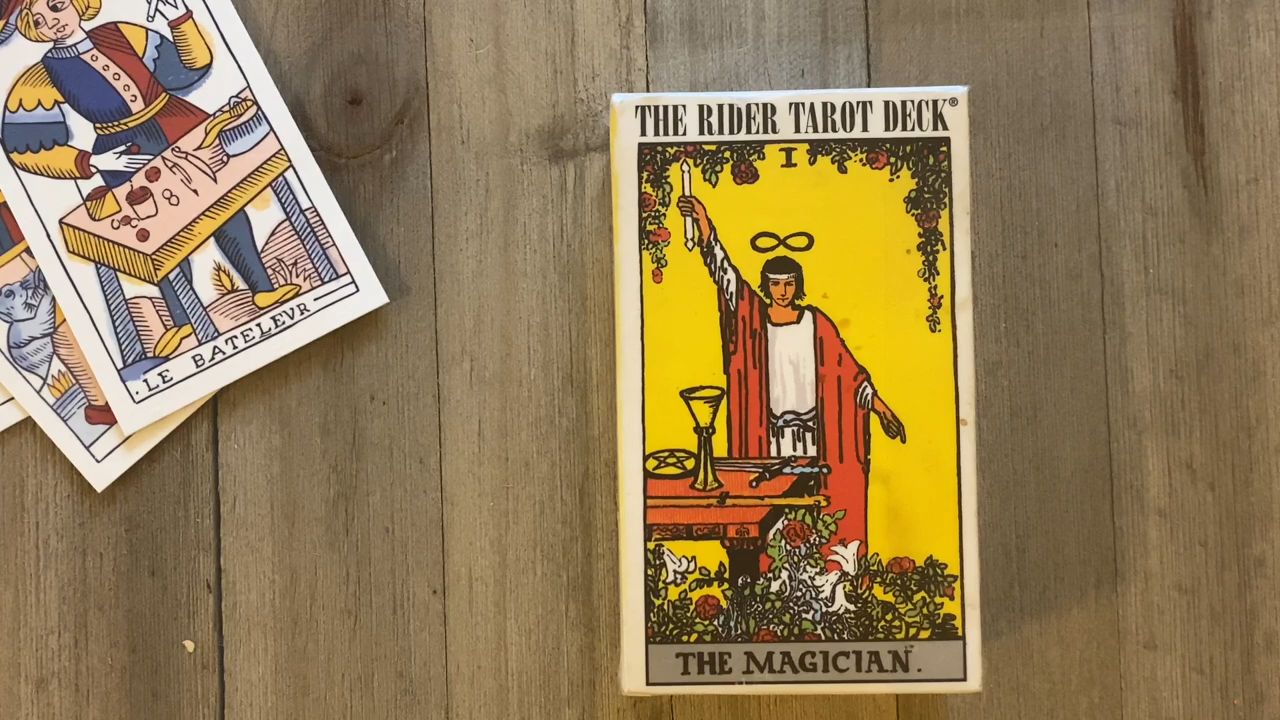 THE RIDER TAROT DECK®
I
THE MAGICIAN.
.LE BATELEVR